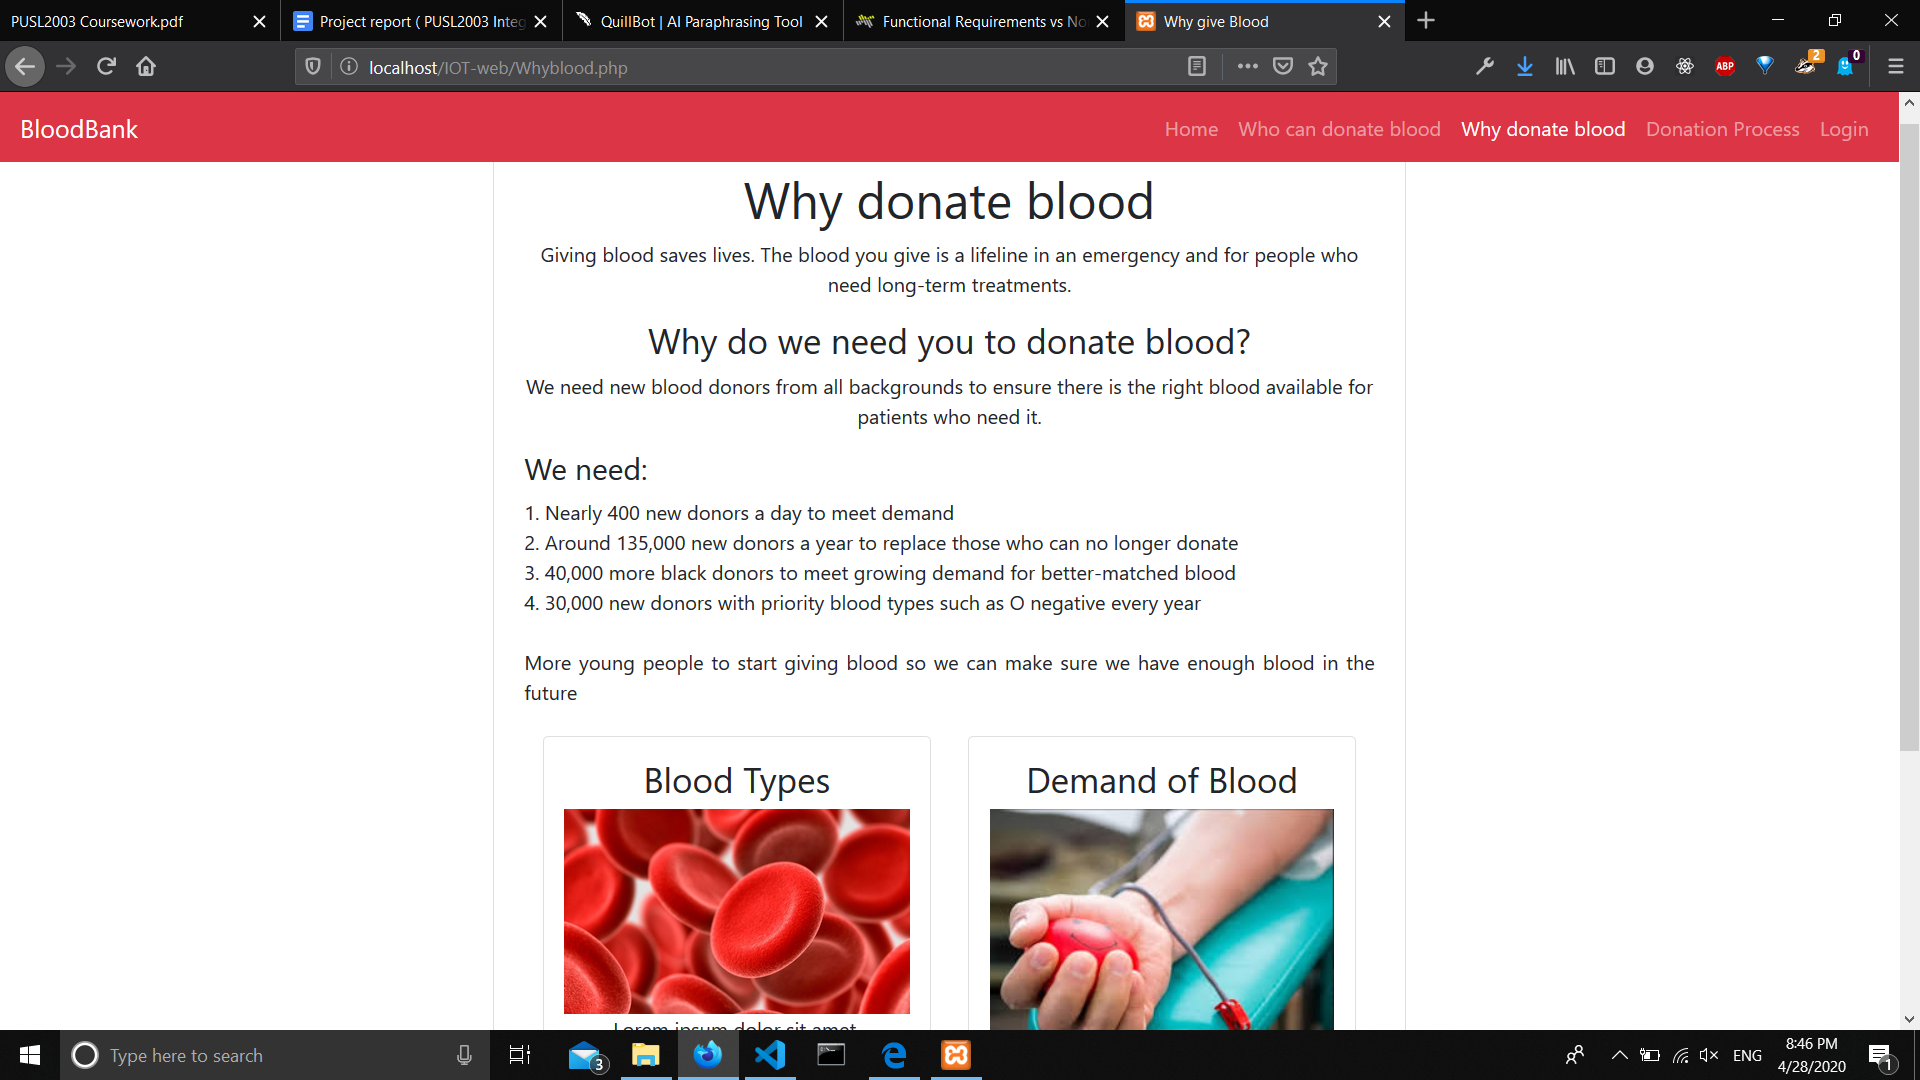 PUSL2003 Coursework.pdf
Project report ( PUSL2003 Integ
QuillBot | AI Paraphrasing Tool
Functional Requirements vs No
Why give Blood
localhost/IOT-web/Whyblood.php
ABP
2
0
BloodBank
Home
Who can donate blood
Why donate blood
Donation Process
Login
Why donate blood
Giving blood saves lives. The blood you give is a lifeline in an emergency and for people who
need long-term treatments.
Why do we need you to donate blood?
We need new blood donors from all backgrounds to ensure there is the right blood available for
patients who need it.
We need:
1. Nearly 400 new donors a day to meet demand
2. Around 135,000 new donors a year to replace those who can no longer donate
3. 40,000 more black donors to meet growing demand for better-matched blood
4. 30,000 new donors with priority blood types such as O negative every year
More young people to start giving blood so we can make sure we have enough blood in the
future
Blood Types
Demand of Blood
Lorem ipsum dolor sit amet
Type here to search
3
ENG
8:46 PM
4/28/2020
1